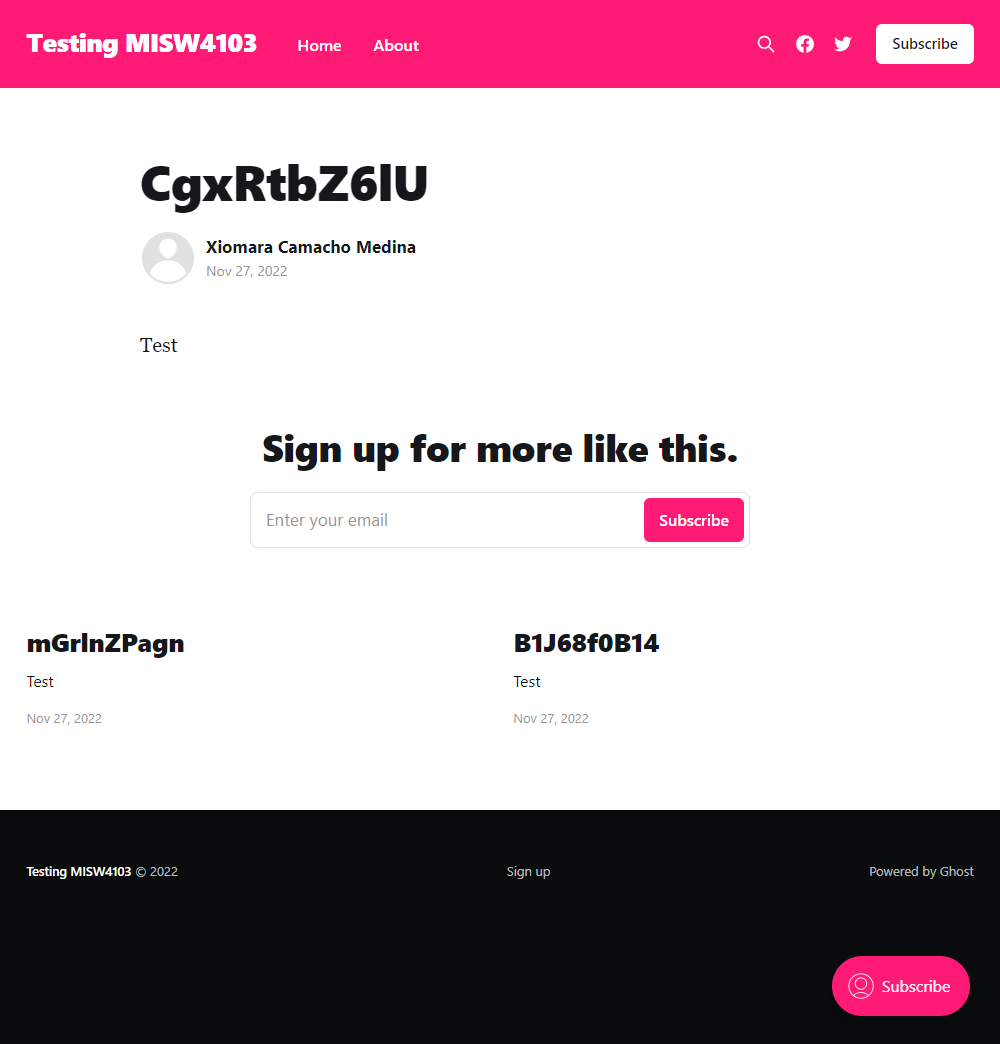 Testing MISW4103 Home About Subscribe
CgxRtbZ6lU
Xiomara Camacho Medina
Nov 27, 2022
Test
Sign up for more like this.
Enter your email Subscribe
mGrlnZPagn
Test
Nov 27, 2022
B1J68f0B14
Test
Nov 27, 2022
Testing MISW4103 © 2022 Sign up Powered by Ghost
Subscribe